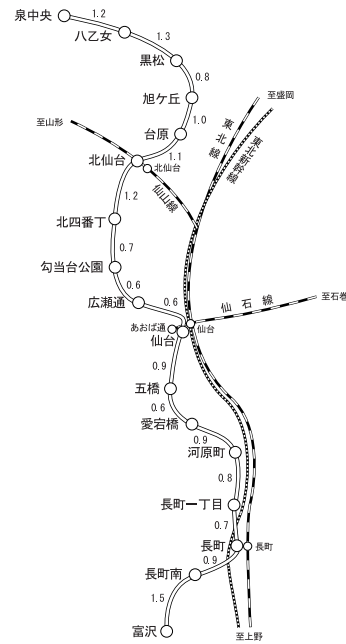 泉中央
1.2
八乙女
1.3
黒松
0.8
旭ケ丘
1.0
台原
1.1
至盛岡
東北線
東北新幹線
至山形
北仙台
北仙台
仙山線
1.2
北四番丁
0.7
勾当台公園
0.6
広瀬通
0.6
仙石線
至石巻
あおば通
仙台
仙台
0.9
五橋
0.6
愛宕橋
0.9
河原町
0.8
長町一丁目
0.7
長町
長町
0.9
長町南
1.5
富沢
至上野